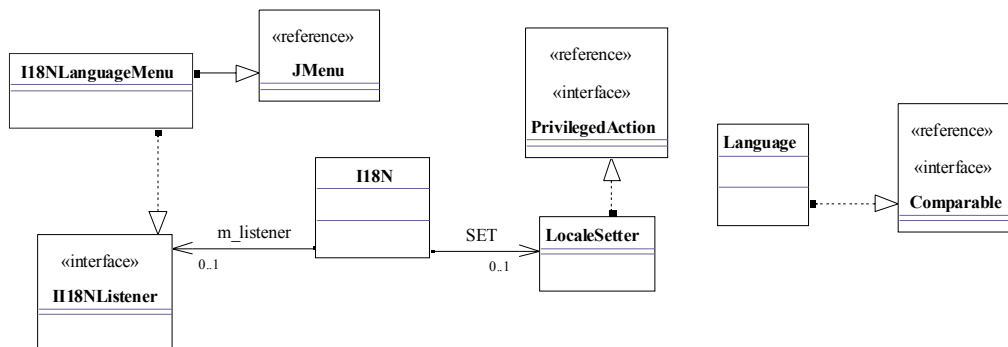 «reference»
JMenu
I18NLanguageMenu
«reference»
«interface»
PrivilegedAction
Language
«reference»
«interface»
Comparable
I18N
m_listener
0..1
SET
0..1
LocaleSetter
«interface»
II18NListener